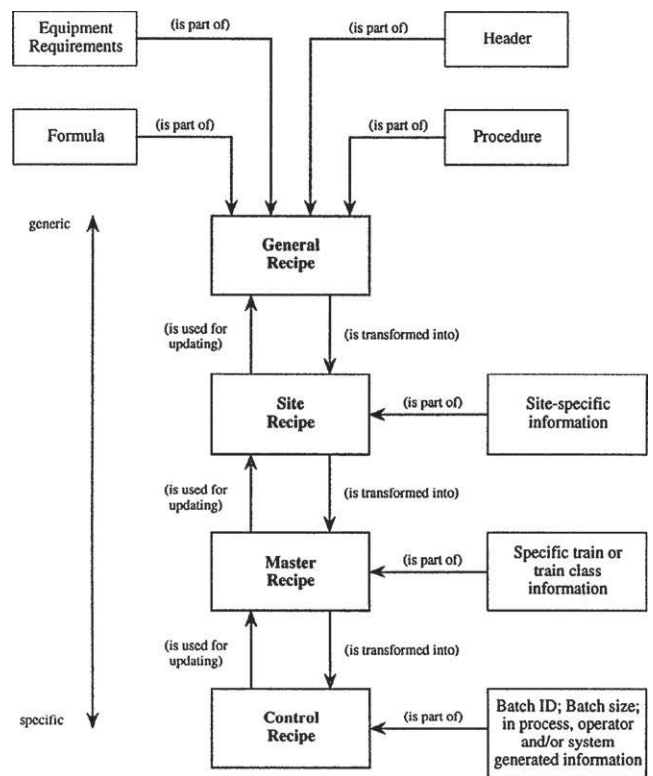 Equipment
Requirements
(is part of)
(is part of)
Header
Formula
(is part of)
(is part of)
Procedure
generic
General
Recipe
(is used for
updating)
(is transformed into)
Site
Recipe
(is part of)
Site-specific
information
(is used for
updating)
(is transformed into)
Master
Recipe
(is part of)
Specific train or
train class
information
(is used for
updating)
(is transformed into)
specific
Control
Recipe
(is part of)
Batch ID; Batch size;
in process, operator
and/or system
generated information